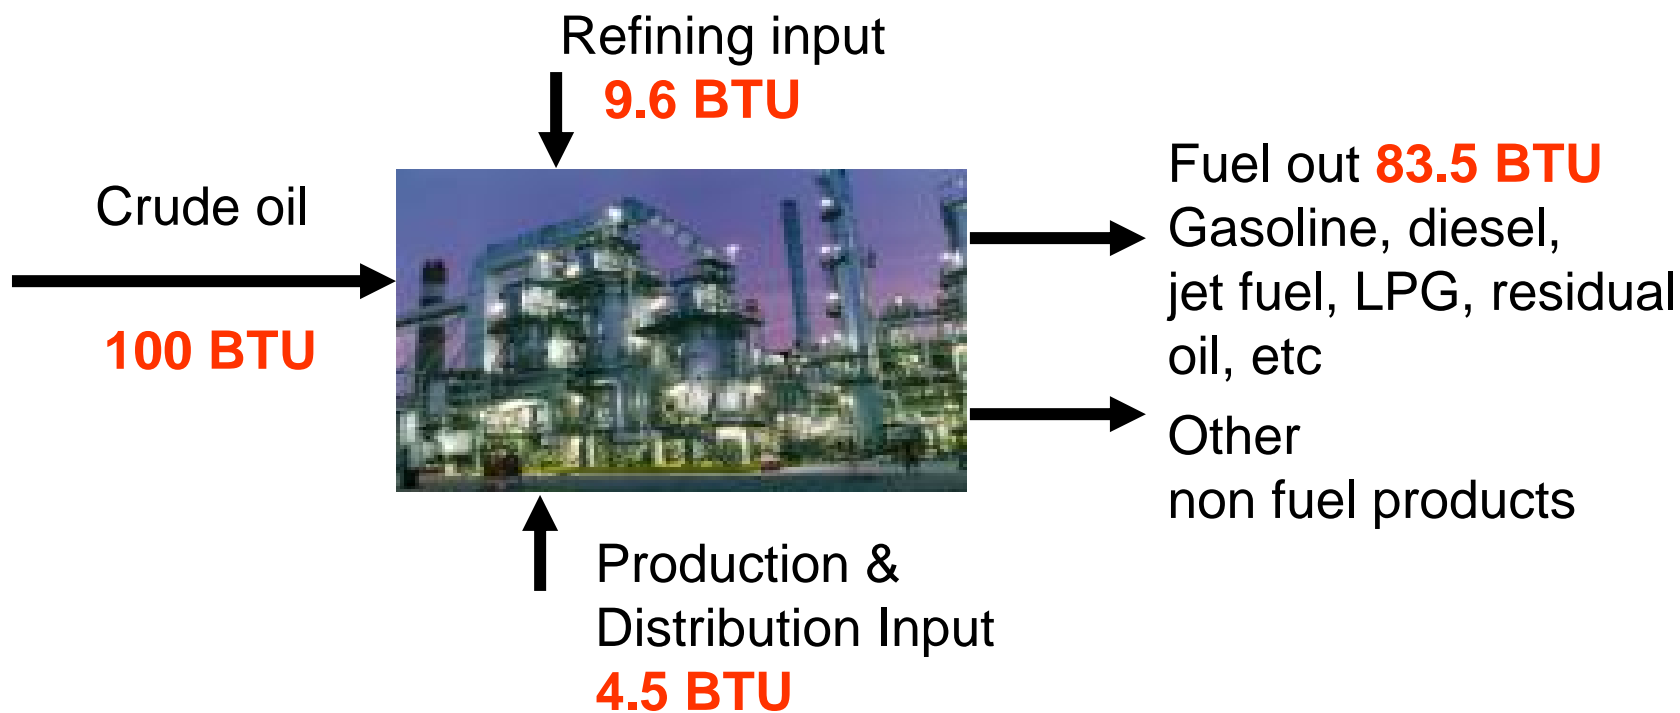 Refining input
9.6 BTU
Crude oil
100 BTU
Fuel out 83.5 BTU
Gasoline, diesel,
jet fuel, LPG, residual
oil, etc
Other
non fuel products
Production &
Distribution Input
4.5 BTU